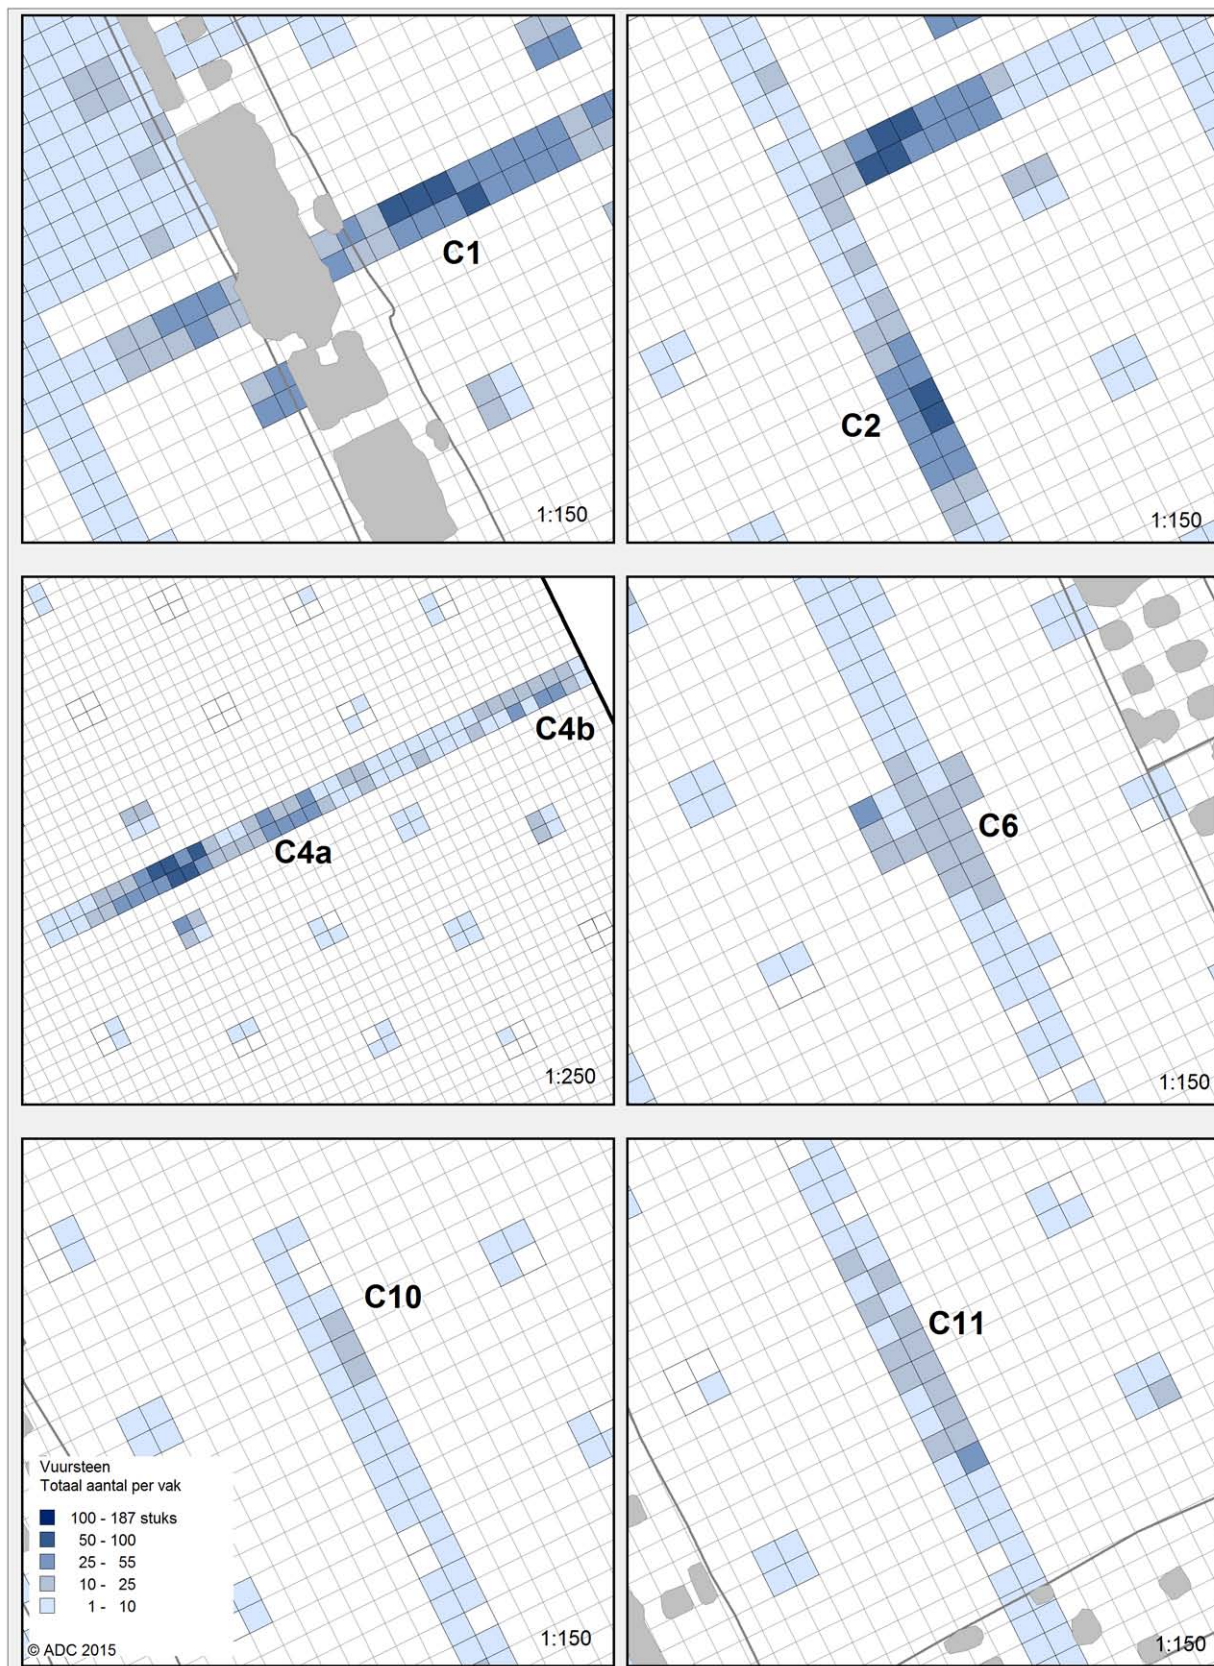 C1
1:150
C2
1:150
C4b
C4a
1:250
C6
1:150
C10
Vuursteen
Totaal aantal per vak
100 - 187 stuks
50 - 100
25 - 55
10 - 25
1 - 10
© ADC 2015
1:150
C11
1:150